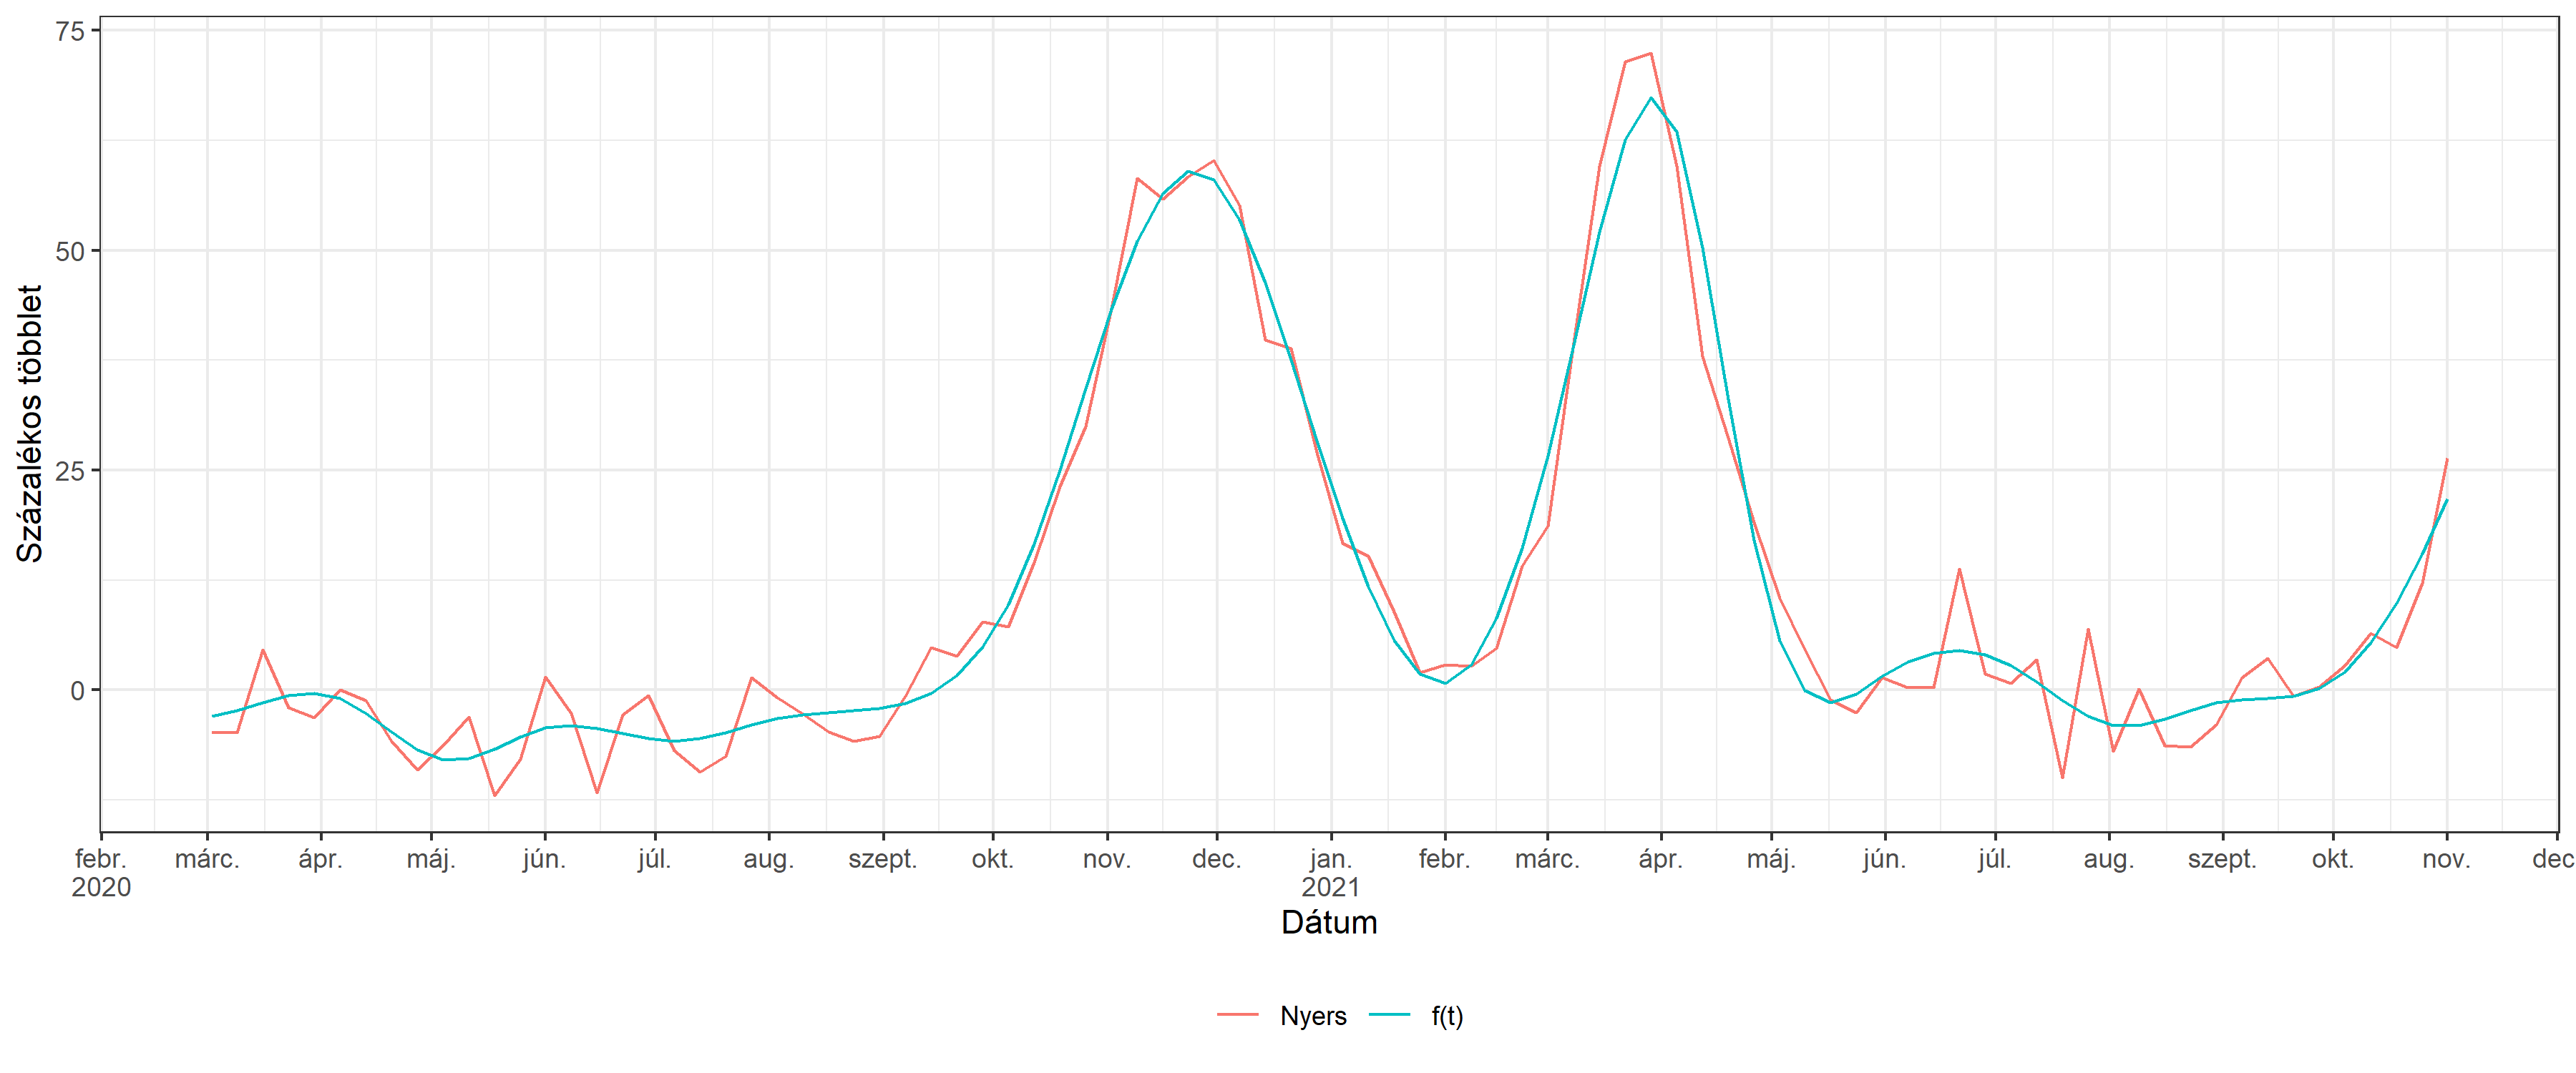 Százalékos többlet
75
50
25
0
febr. márc. ápr. máj. jún. júl. aug. szept. okt. nov. dec. jan. febr. márc. ápr. máj. jún. júl. aug. szept. okt. nov. dec
2020 2021
Dátum
Nyers f(t)